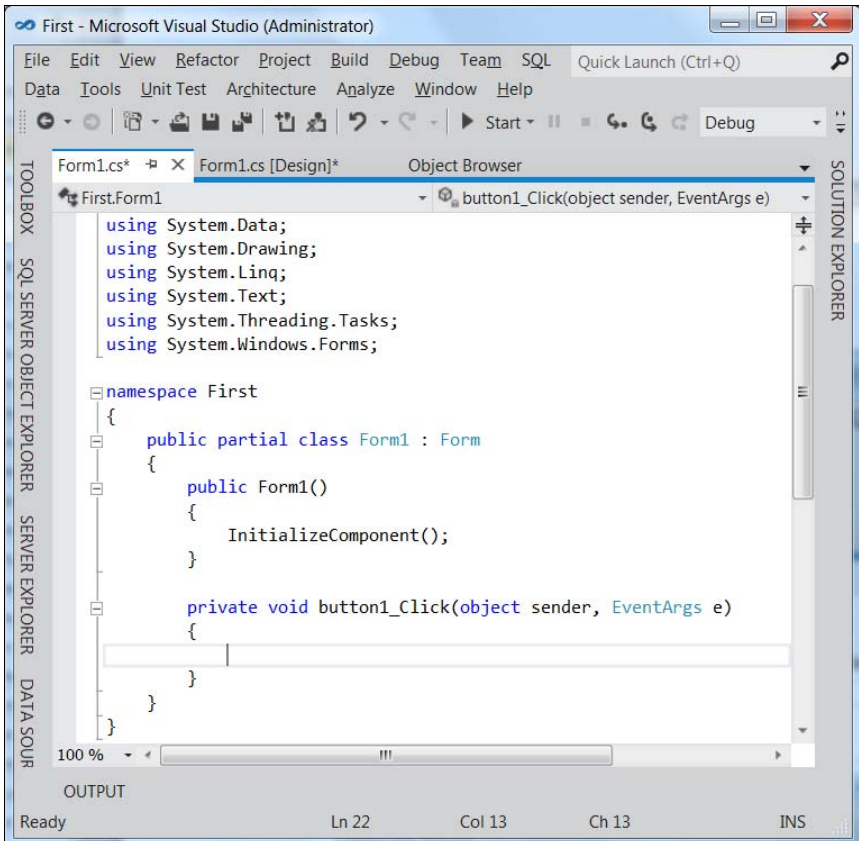 First - Microsoft Visual Studio (Administrator)
File Edit View Refactor Project Build Debug Team SQL Quick Launch (Ctrl+Q)
Data Tools Unit Test Architecture Analyze Window Help
Start Debug
Form1.cs* Form1.cs [Design]* Object Browser
First.Form1 button1_Click(object sender, EventArgs e)
using System.Data;
using System.Drawing;
using System.Linq;
using System.Text;
using System.Threading.Tasks;
using System.Windows.Forms;
namespace First
{
public partial class Form1 : Form
{
public Form1()
{
InitializeComponent();
}
private void button1_Click(object sender, EventArgs e)
{
}
}
}
100 %
OUTPUT
Ready Ln 22 Col 13 Ch 13 INS
TOOLBOX
SQL SERVER OBJECT EXPLORER
SERVER EXPLORER
DATA SOUR
SOLUTION EXPLORER